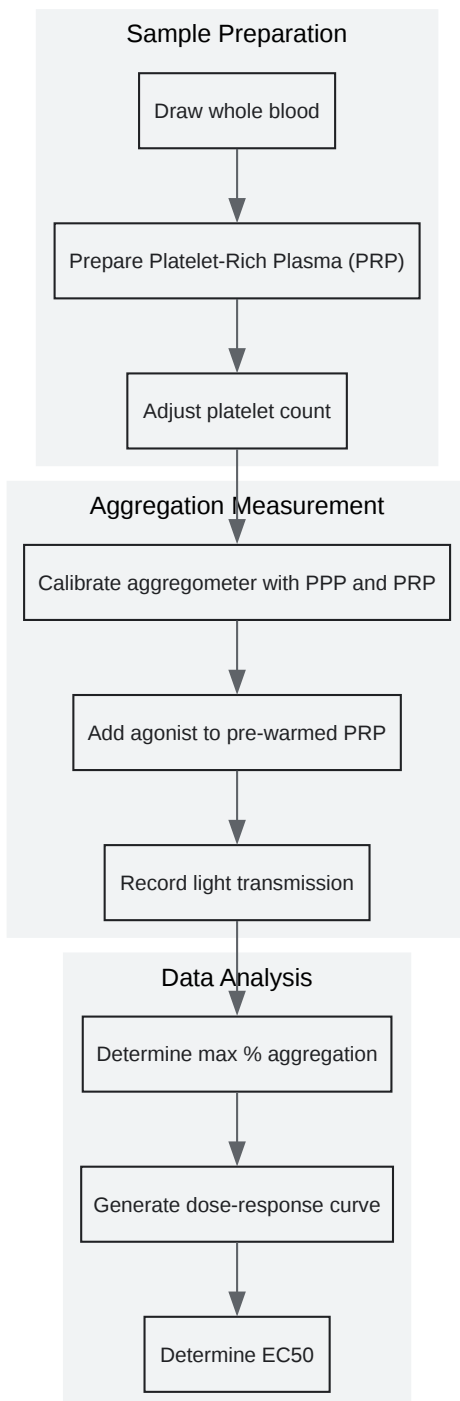 Sample Preparation
Draw whole blood
Prepare Platelet-Rich Plasma (PRP)
Adjust platelet count
Aggregation Measurement
Calibrate aggregometer with PPP and PRP
Add agonist to pre-warmed PRP
Record light transmission
Data Analysis
Determine max % aggregation
Generate dose-response curve
Determine EC50